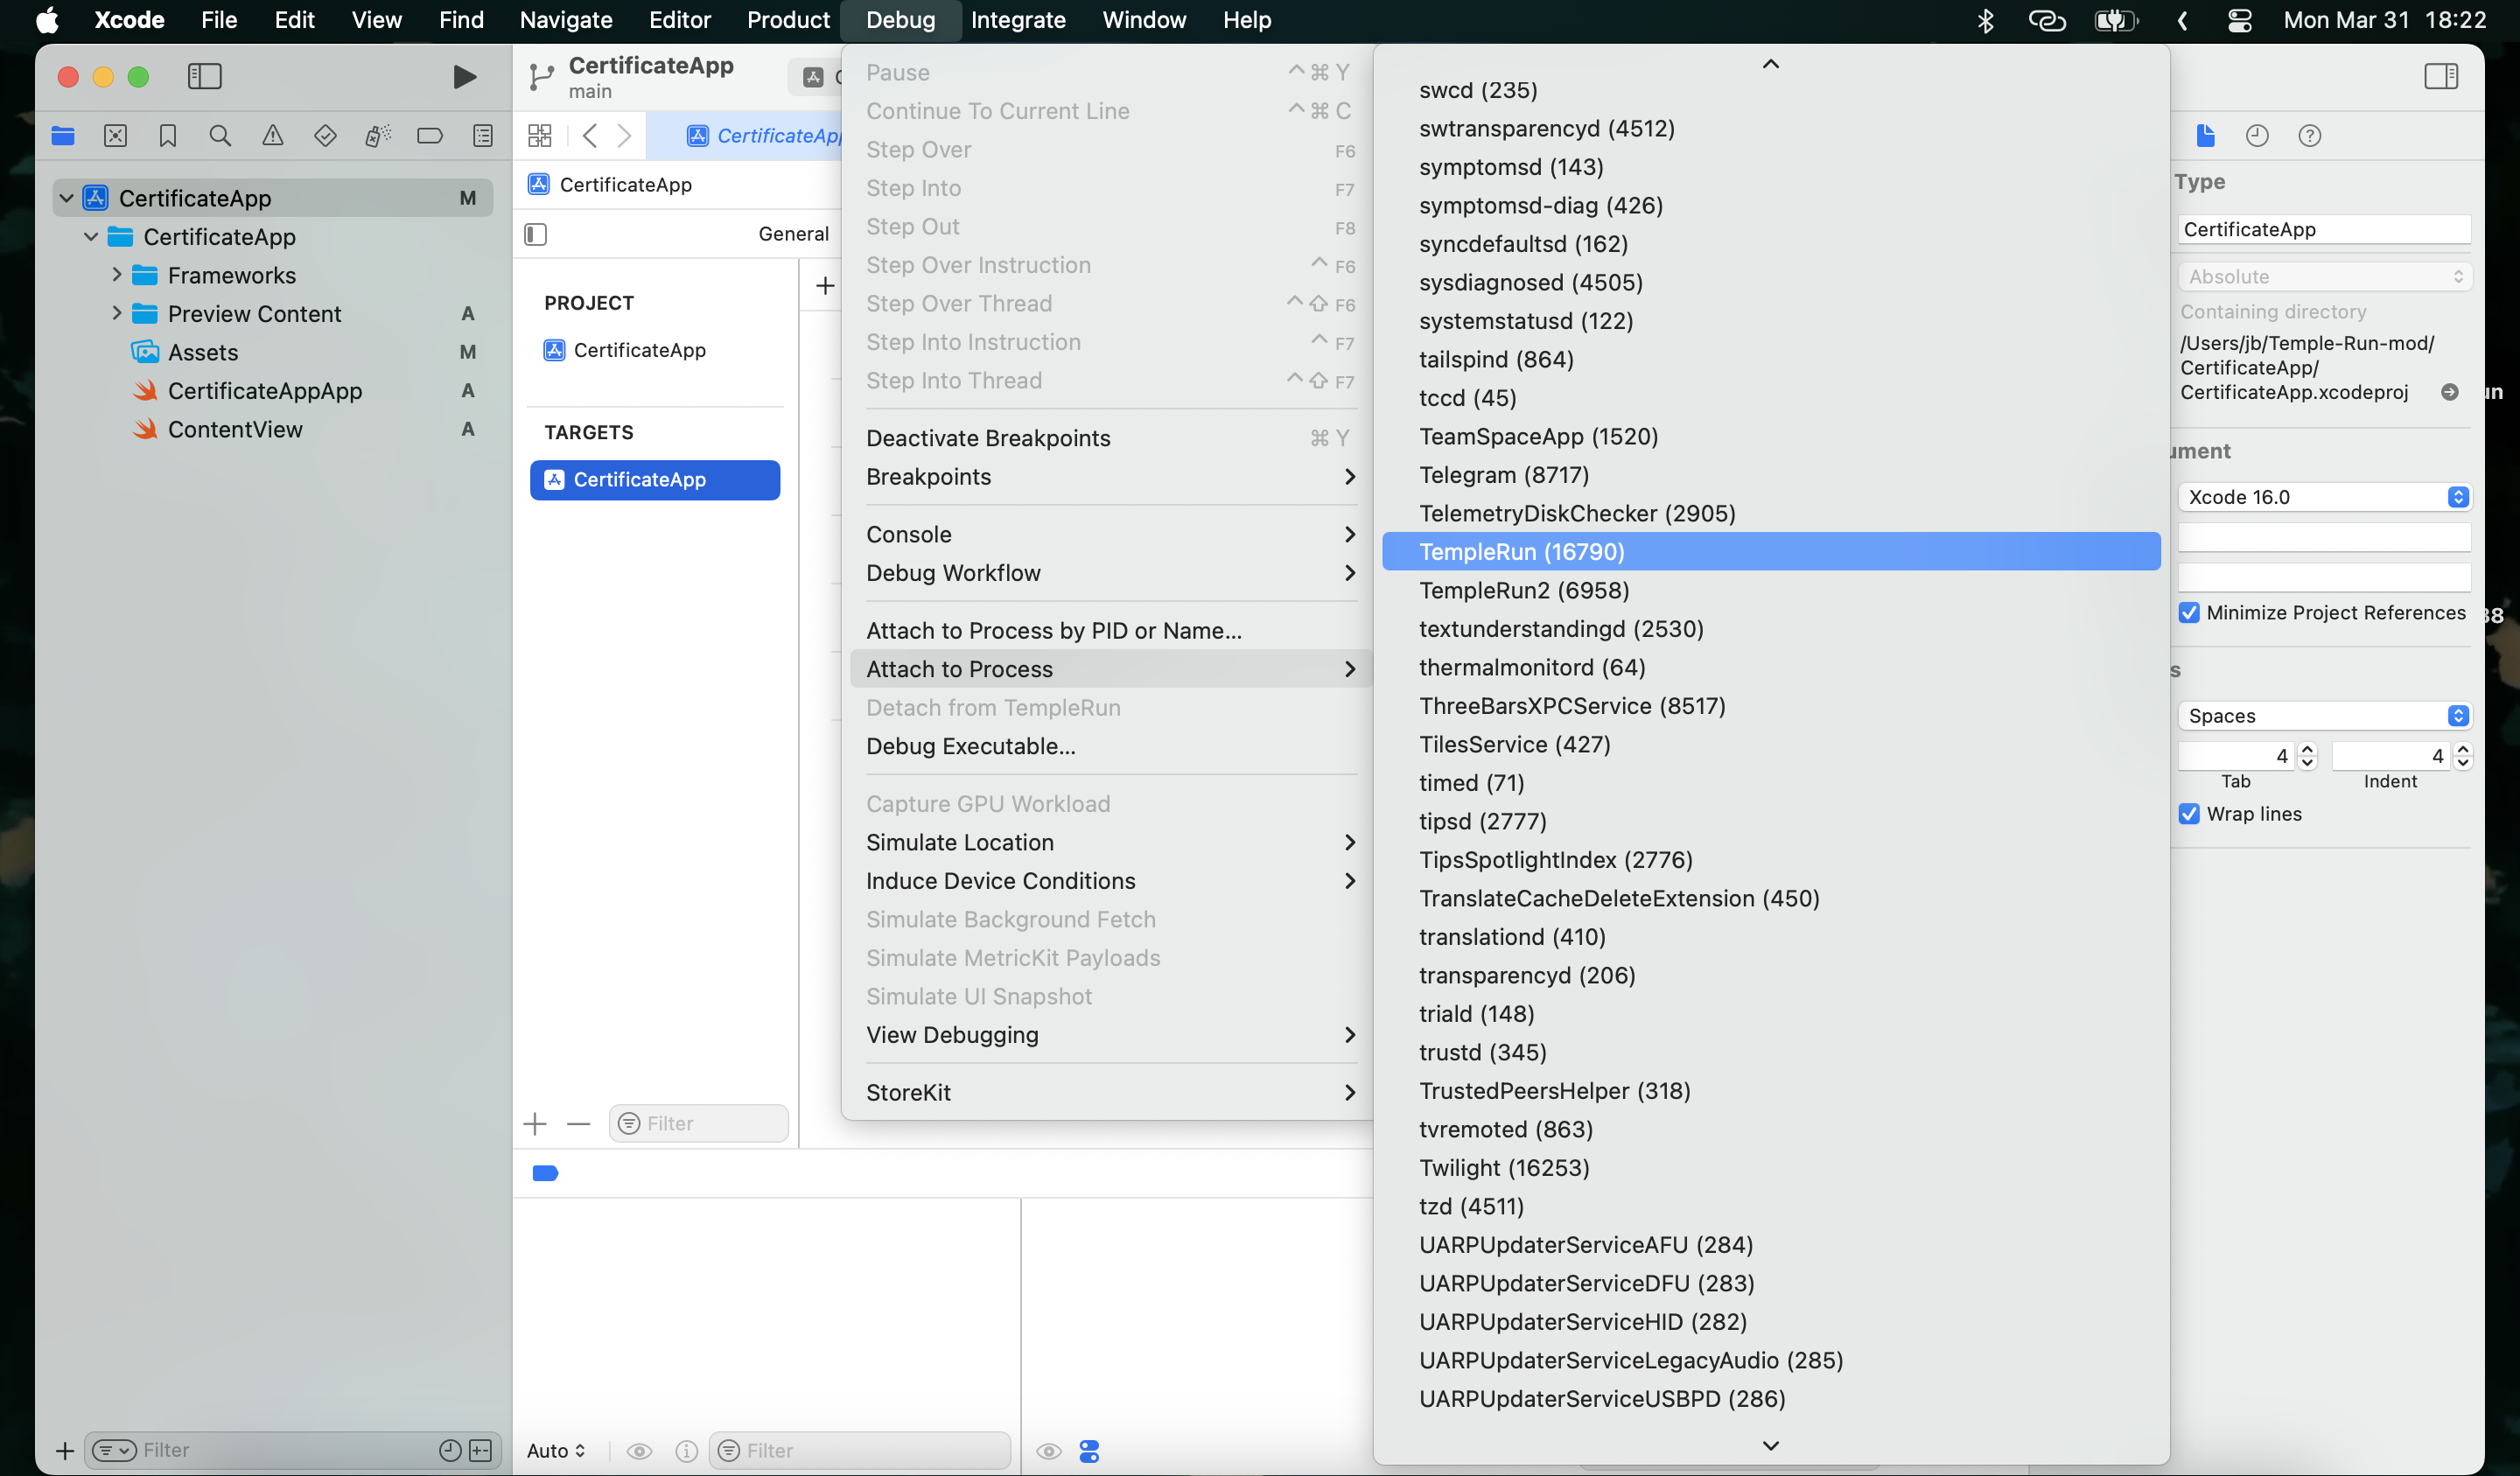 Xcode File Edit View Find Navigate Editor Product Debug Integrate Window Help Mon Mar 31 18:22
CertificateApp
main
CertificateApp
CertificateApp M
CertificateApp
Frameworks
Preview Content A
Assets M
CertificateAppApp A
ContentView A
Filter
CertificateApp
General
PROJECT
CertificateApp
TARGETS
CertificateApp
Filter
Auto
Filter
Pause ^⌘Y
Continue To Current Line ^⌘C
Step Over F6
Step Into F7
Step Out F8
Step Over Instruction ^F6
Step Over Thread ^⇧F6
Step Into Instruction ^F7
Step Into Thread ^⇧F7
Deactivate Breakpoints ⌘Y
Breakpoints
Console
Debug Workflow
Attach to Process by PID or Name...
Attach to Process
Detach from TempleRun
Debug Executable...
Capture GPU Workload
Simulate Location
Induce Device Conditions
Simulate Background Fetch
Simulate MetricKit Payloads
Simulate UI Snapshot
View Debugging
StoreKit
swcd (235)
swtransparencyd (4512)
symptomsd (143)
symptomsd-diag (426)
syncdefaultsd (162)
sysdiagnosed (4505)
systemstatusd (122)
tailspind (864)
tccd (45)
TeamSpaceApp (1520)
Telegram (8717)
TelemetryDiskChecker (2905)
TempleRun (16790)
TempleRun2 (6958)
textunderstandingd (2530)
thermalmonitord (64)
ThreeBarsXPCService (8517)
TilesService (427)
timed (71)
tipsd (2777)
TipsSpotlightIndex (2776)
TranslateCacheDeleteExtension (450)
translationd (410)
transparencyd (206)
triald (148)
trustd (345)
TrustedPeersHelper (318)
tvremoted (863)
Twilight (16253)
tzd (4511)
UARPUpdaterServiceAFU (284)
UARPUpdaterServiceDFU (283)
UARPUpdaterServiceHID (282)
UARPUpdaterServiceLegacyAudio (285)
UARPUpdaterServiceUSBPD (286)
Type
CertificateApp
Absolute
Containing directory
/Users/jb/Temple-Run-mod/
CertificateApp/
CertificateApp.xcodeproj
ument
Xcode 16.0
Minimize Project References
s
Spaces
4 4
Tab Indent
Wrap lines